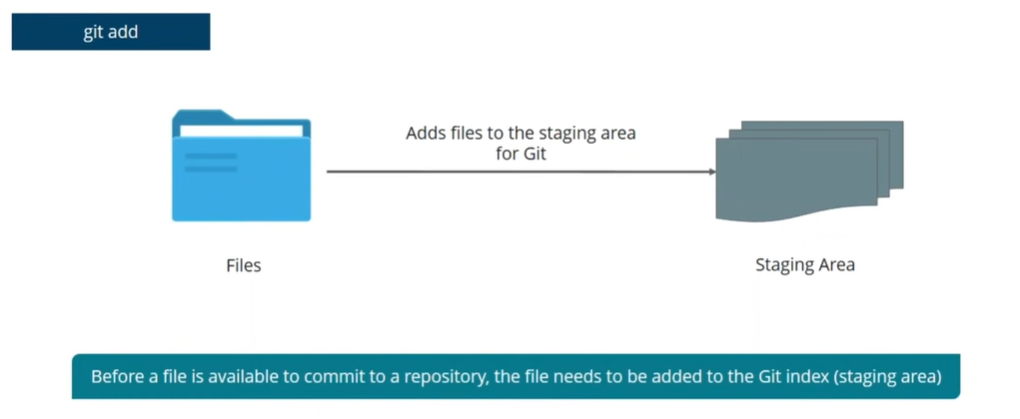 git add
Adds files to the staging area
for Git
Files
Staging Area
Before a file is available to commit to a repository, the file needs to be added to the Git index (staging area)